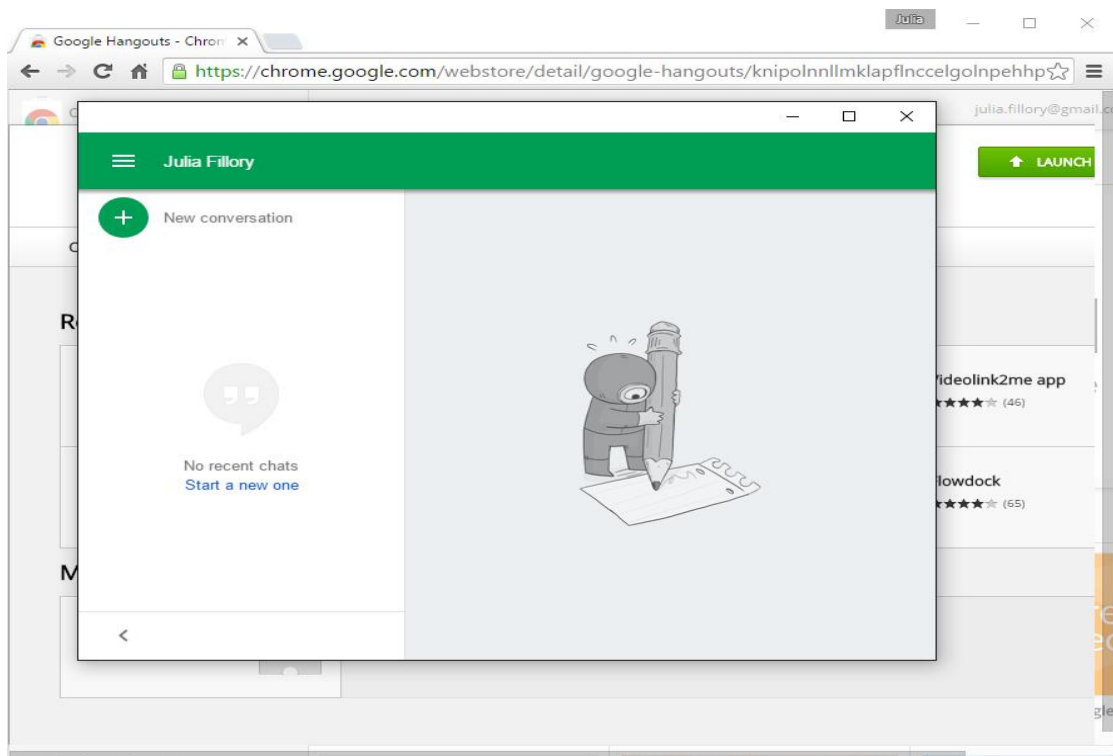 Julia
Google Hangouts - Chrom
https://chrome.google.com/webstore/detail/google-hangouts/knipolnnllmklapflnccelgolnpehhp
julia.fillory@gmail.c
LAUNCH
Julia Fillory
New conversation
No recent chats
Start a new one
ideolink2me app
(46)
lowdock
(65)